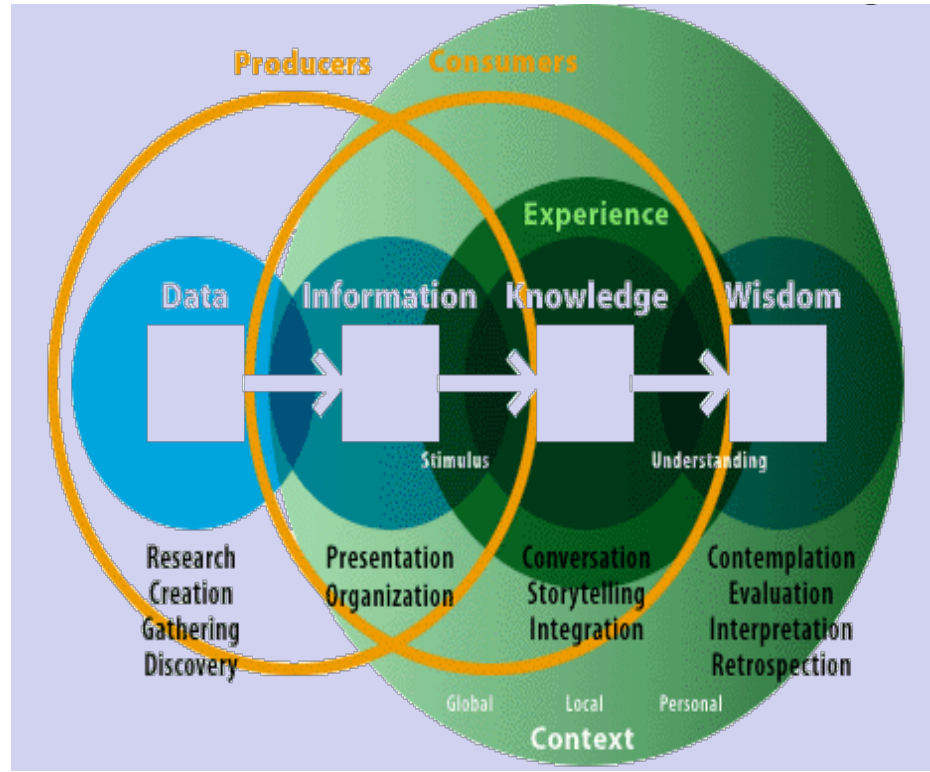 Producers Consumers
Experience
Data Information Knowledge Wisdom
Stimulus Understanding
Research
Creation
Gathering
Discovery
Presentation
Organization
Conversation
Storytelling
Integration
Contemplation
Evaluation
Interpretation
Retrospection
Global Local Personal
Context